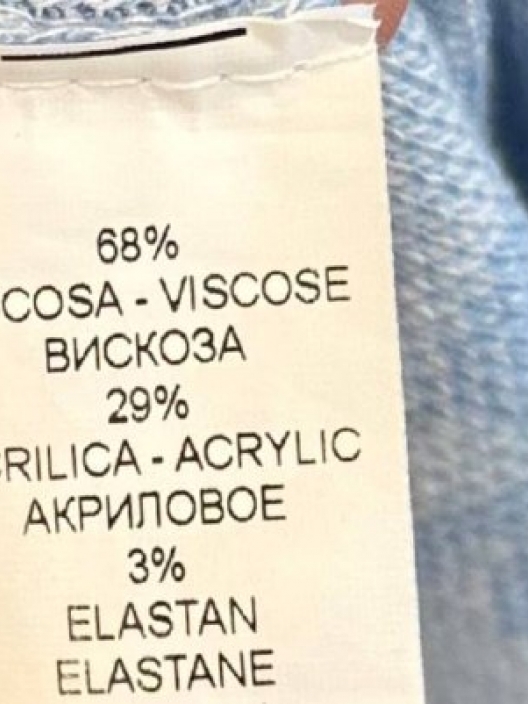 68%
COSA - VISCOSE
ВИСКОЗА
29%
RILICA - ACRYLIC
АКРИЛОВОЕ
3%
ELASTAN
ELASTANE